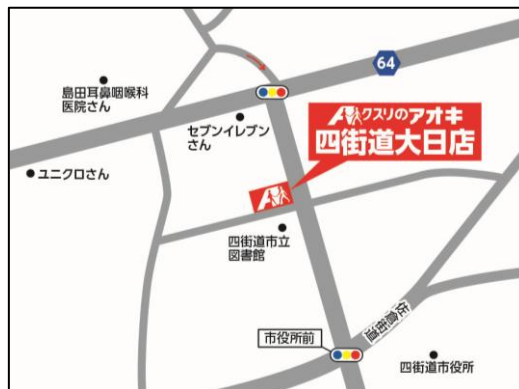 64
島田耳鼻咽喉科
医院さん
セブンイレブン
さん
クスリのアオキ
四街道大日店
ユニクロさん
四街道市立
図書館
佐倉街道
市役所前
四街道市役所